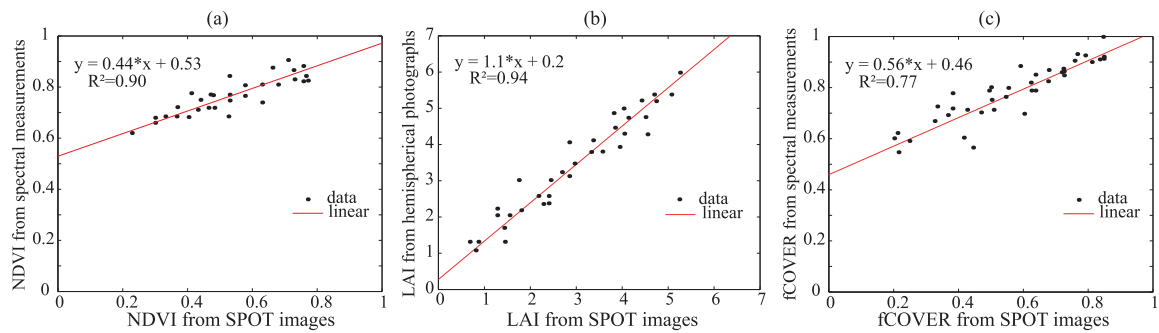 (a)
NDVI from spectral measurements
1
0.8
0.6
0.4
0.2
0
y = 0.44*x + 0.53
R²=0.90
data
linear
0 0.2 0.4 0.6 0.8 1
NDVI from SPOT images
(b)
LAI from hemispherical photographs
7
6
5
4
3
2
1
0
y = 1.1*x + 0.2
R²=0.94
data
linear
0 1 2 3 4 5 6 7
LAI from SPOT images
(c)
fCOVER from spectral measurements
1
0.8
0.6
0.4
0.2
0
y = 0.56*x + 0.46
R²=0.77
data
linear
0 0.2 0.4 0.6 0.8 1
fCOVER from SPOT images